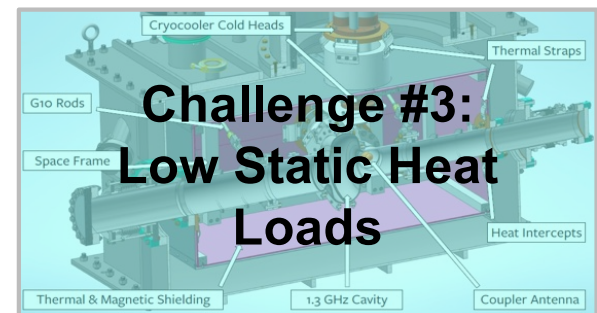 Cryocooler Cold Heads
Thermal Straps
G10 Rods
Challenge #3:
Low Static Heat
Loads
Space Frame
Heat Intercepts
Thermal & Magnetic Shielding
1.3 GHz Cavity
Coupler Antenna